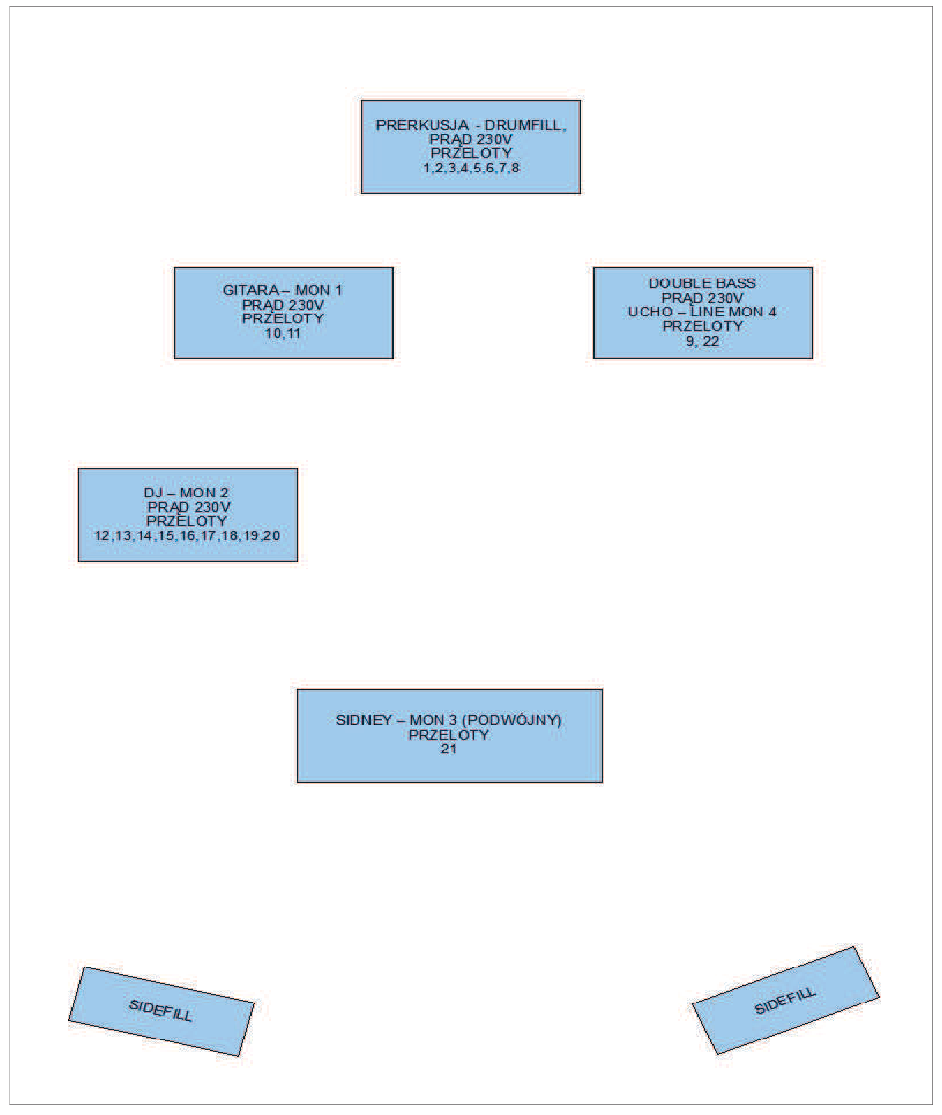 PRERKUSJA - DRUMFILL,
PRĄD 230V
PRZELOTY
1,2,3,4,5,6,7,8
GITARA – MON 1
PRĄD 230V
PRZELOTY
10,11
DOUBLE BASS
PRĄD 230V
UCHO – LINE MON 4
PRZELOTY
9, 22
DJ – MON 2
PRĄD 230V
PRZELOTY
12,13,14,15,16,17,18,19,20
SIDNEY – MON 3 (PODWÓJNY)
PRZELOTY
21
SIDEFILL
SIDEFILL